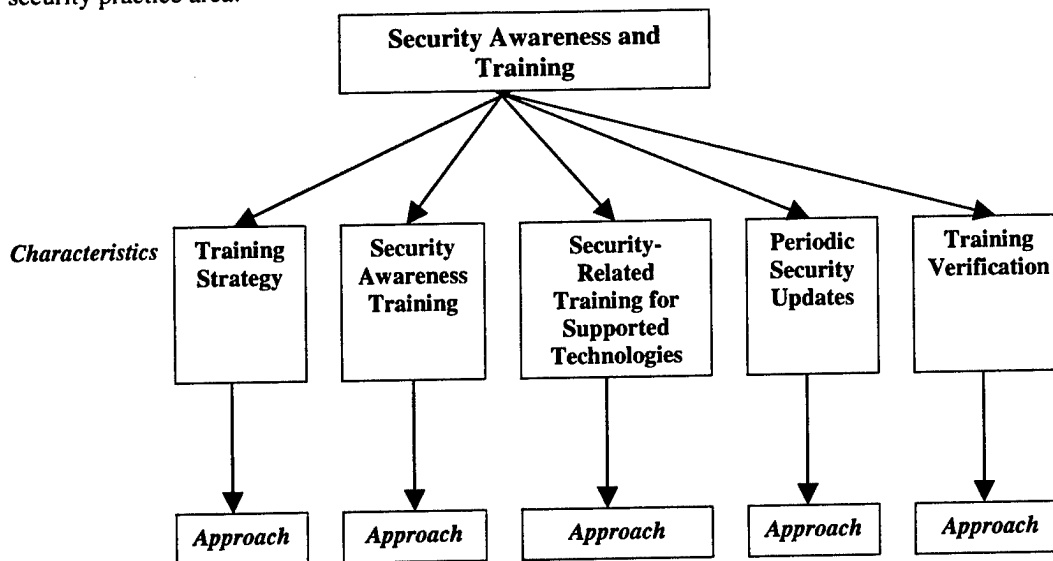 security practice area.
Security Awareness and
Training
Characteristics
Training
Strategy
Security
Awareness
Training
Security-
Related
Training for
Supported
Technologies
Periodic
Security
Updates
Training
Verification
Approach
Approach
Approach
Approach
Approach